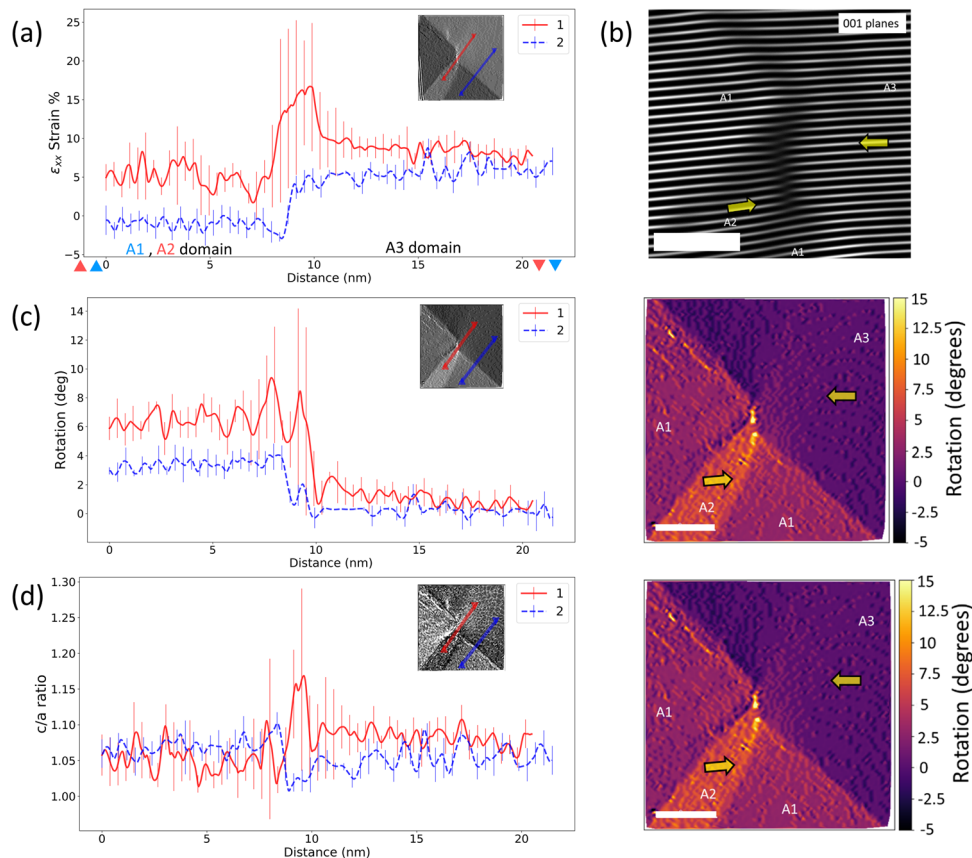 (a)
25
20
15
10
5
0
−5
εxx Strain %
1
2
A1 , A2 domain
A3 domain
0
5
10
15
20
Distance (nm)
(b)
001 planes
A1
A3
A2
A1
(c)
14
12
10
8
6
4
2
0
Rotation (deg)
1
2
0
5
10
15
20
Distance (nm)
A3
A1
A2
A1
15
12.5
10
7.5
5
2.5
0
-2.5
-5
Rotation (degrees)
(d)
1.30
1.25
1.20
1.15
1.10
1.05
1.00
c/a ratio
1
2
0
5
10
15
20
Distance (nm)
A3
A1
A2
A1
15
12.5
10
7.5
5
2.5
0
-2.5
-5
Rotation (degrees)